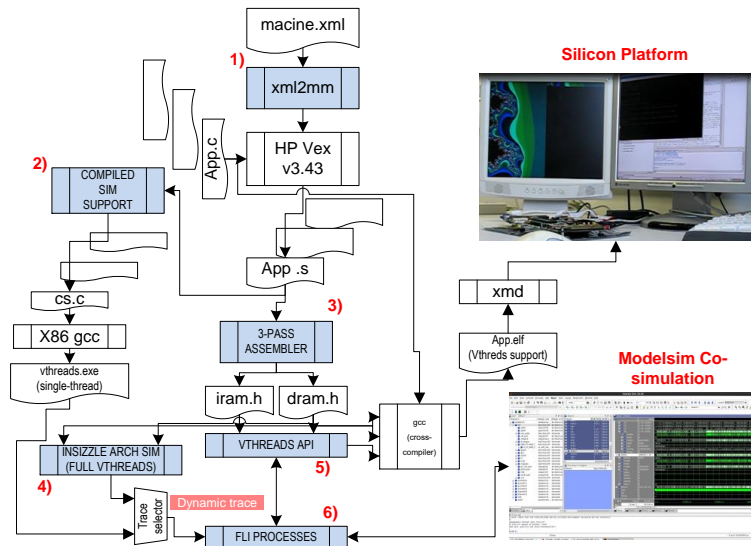 macine.xml
Silicon Platform
1)
xml2mm
App.c
HP Vex
v3.43
2)
COMPILED
SIM
SUPPORT
App .s
cs.c
3)
xmd
X86 gcc
3-PASS
ASSEMBLER
App.elf
(Vthreds support)
Modelsim Co-
simulation
vthreads.exe
(single-thread)
iram.h
dram.h
gcc
(cross-
compiler)
INSIZZLE ARCH SIM
(FULL VTHREADS)
VTHREADS API
4)
5)
Trace
selector
Dynamic trace
6)
FLI PROCESSES